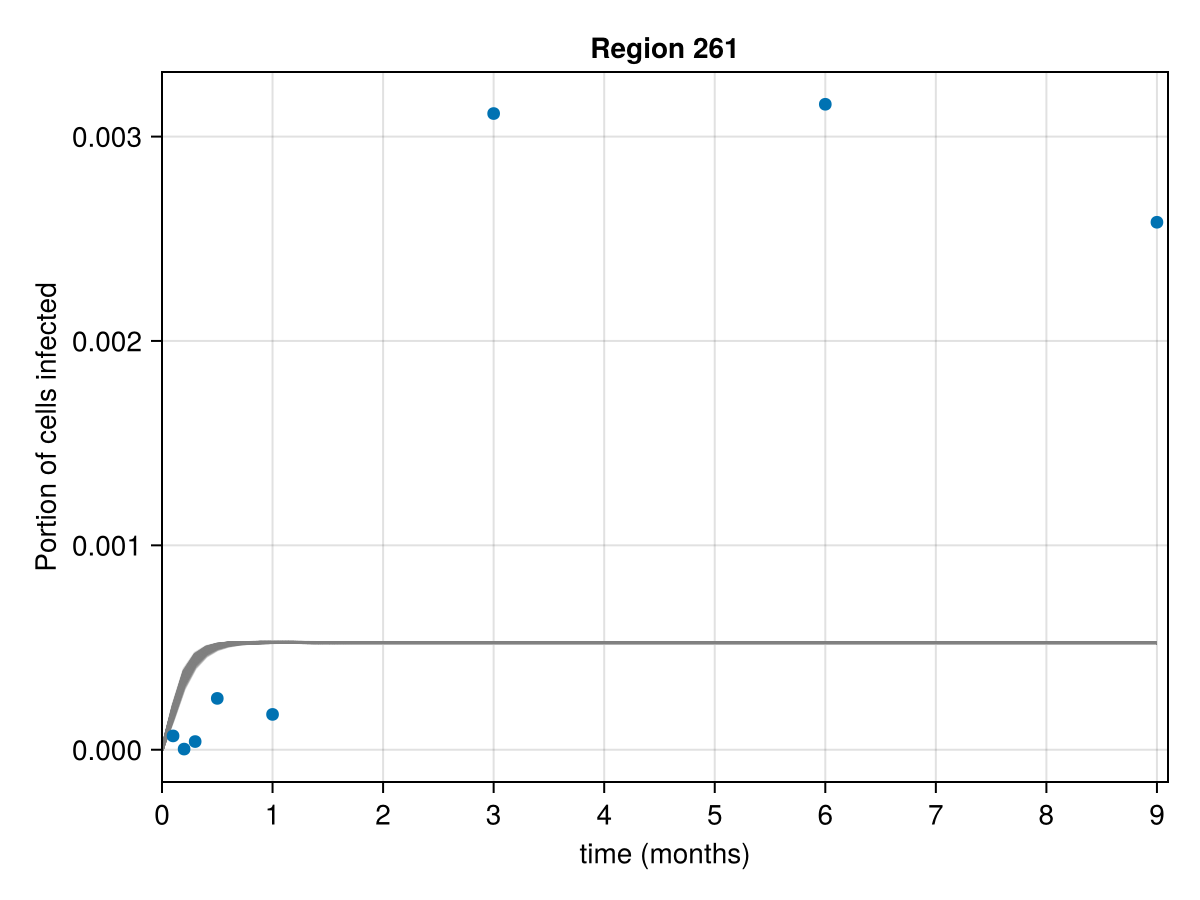 Region 261
Portion of cells infected
0.003
0.002
0.001
0.000
0 1 2 3 4 5 6 7 8 9
time (months)